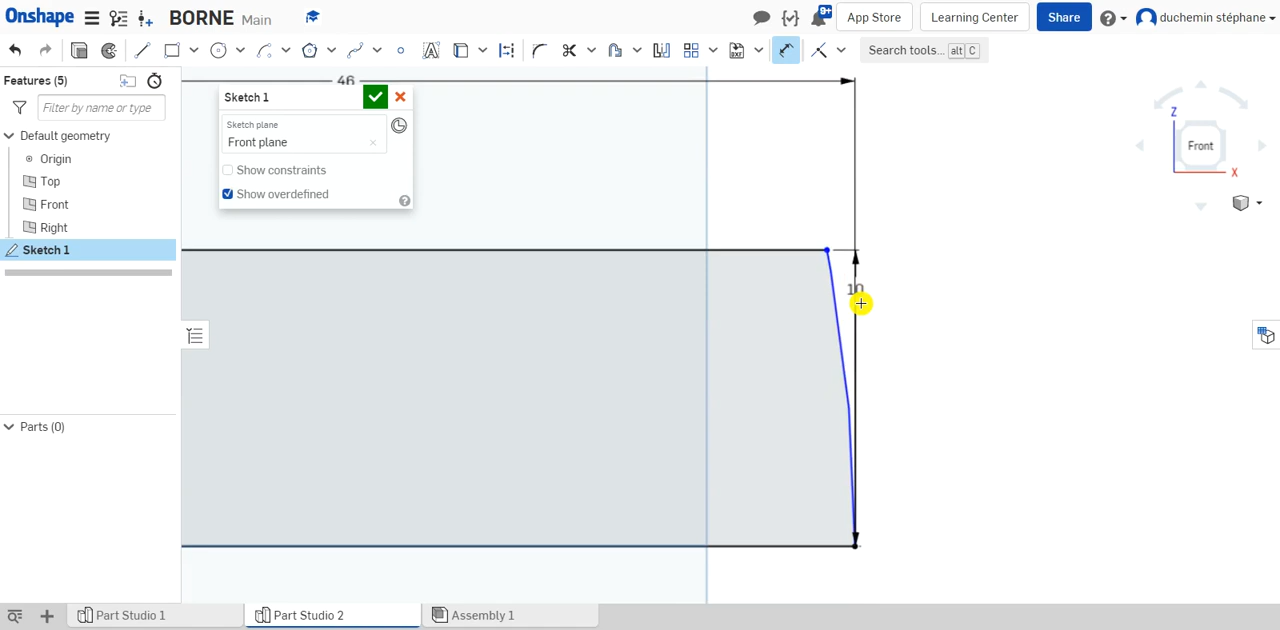 Onshape BORNE Main 9+ App Store Learning Center Share duchemin stéphane
Search tools... alt C
Features (5)
Filter by name or type
Default geometry
Origin
Top
Front
Right
Sketch 1
Parts (0)
46
Sketch 1
Sketch plane
Front plane
Show constraints
Show overdefined
10
Z
Front
X
Part Studio 1 Part Studio 2 Assembly 1